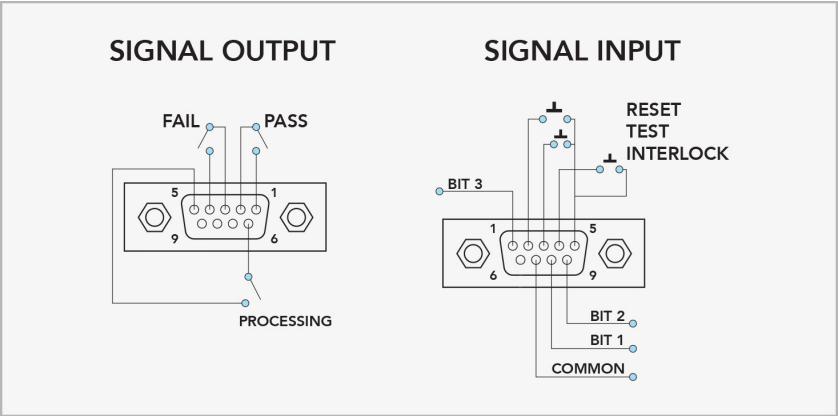 SIGNAL OUTPUT
FAIL
PASS
5
1
9
6
PROCESSING
SIGNAL INPUT
RESET
TEST
INTERLOCK
BIT 3
1
5
6
9
BIT 2
BIT 1
COMMON